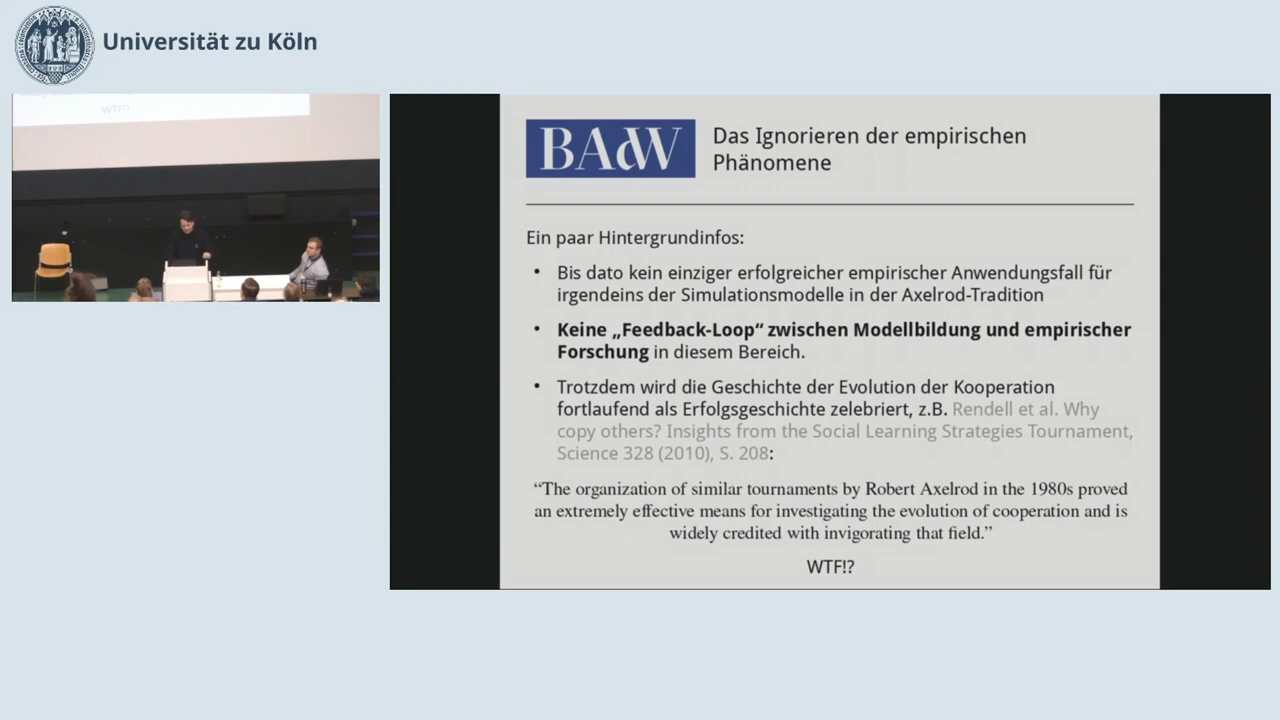 Universität zu Köln
WTF!?
BAdW
Das Ignorieren der empirischen
Phänomene
Ein paar Hintergrundinfos:
• Bis dato kein einziger erfolgreicher empirischer Anwendungsfall für
irgendeins der Simulationsmodelle in der Axelrod-Tradition
• Keine „Feedback-Loop“ zwischen Modellbildung und empirischer
Forschung in diesem Bereich.
• Trotzdem wird die Geschichte der Evolution der Kooperation
fortlaufend als Erfolgsgeschichte zelebriert, z.B. Rendell et al. Why
copy others? Insights from the Social Learning Strategies Tournament,
Science 328 (2010), S. 208:
“The organization of similar tournaments by Robert Axelrod in the 1980s proved
an extremely effective means for investigating the evolution of cooperation and is
widely credited with invigorating that field.”
WTF!?